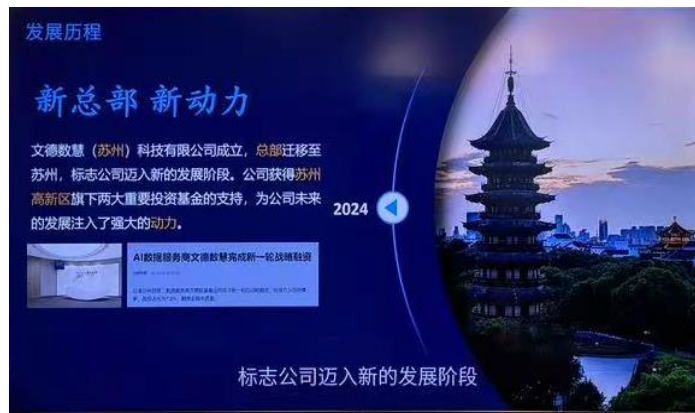 发展历程
新总部 新动力
文德数慧（苏州）科技有限公司成立，总部迁移至
苏州，标志公司迈入新的发展阶段。公司获得苏州
高新区旗下两大重要投资基金的支持，为公司未来
的发展注入了强大的动力。
2024
AI数据服务商文德数慧完成新一轮战略融资
标志公司迈入新的发展阶段